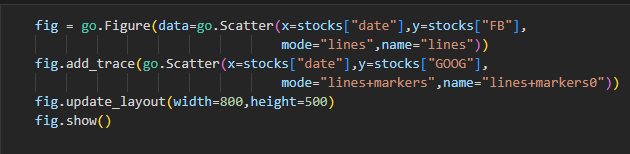 fig = go.Figure(data=go.Scatter(x=stocks["date"],y=stocks["FB"],
mode="lines",name="lines"))
fig.add_trace(go.Scatter(x=stocks["date"],y=stocks["GOOG"],
mode="lines+markers",name="lines+markers0"))
fig.update_layout(width=800,height=500)
fig.show()